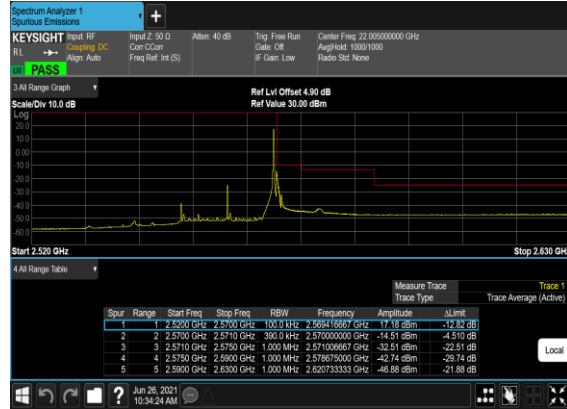 Spectrum Analyzer 1
Spurious Emissions
+
KEYSIGHT Input: RF Input Z: 50 Ω Atten: 40 dB Trig: Free Run Center Freq: 22.005000000 GHz
RL Coupling: DC Corr CCorr Gate: Off Avg|Hold: 1000/1000
Align: Auto Freq Ref: Int (S) IF Gain: Low Radio Std: None
LW PASS
3 All Range Graph
Ref Lvl Offset 4.90 dB
Scale/Div 10.0 dB Ref Value 30.00 dBm
Log
20.0
10.0
0.00
-10.0
-20.0
-30.0
-40.0
-50.0
-60.0
Start 2.520 GHz Stop 2.630 GHz
4 All Range Table
Measure Trace Trace 1
Trace Type Trace Average (Active)
Spur Range Start Freq Stop Freq RBW Frequency Amplitude ΔLimit
1 1 2.5200 GHz 2.5700 GHz 100.0 kHz 2.569416667 GHz 17.18 dBm -12.82 dB
2 2 2.5700 GHz 2.5710 GHz 390.0 kHz 2.570000000 GHz -14.51 dBm -4.510 dB
3 3 2.5710 GHz 2.5750 GHz 1.000 MHz 2.571006667 GHz -32.51 dBm -22.51 dB
4 4 2.5750 GHz 2.5900 GHz 1.000 MHz 2.578675000 GHz -42.74 dBm -29.74 dB
5 5 2.5900 GHz 2.6300 GHz 1.000 MHz 2.620733333 GHz -46.88 dBm -21.88 dB
Local
? Jun 26, 2021
10:34:24 AM